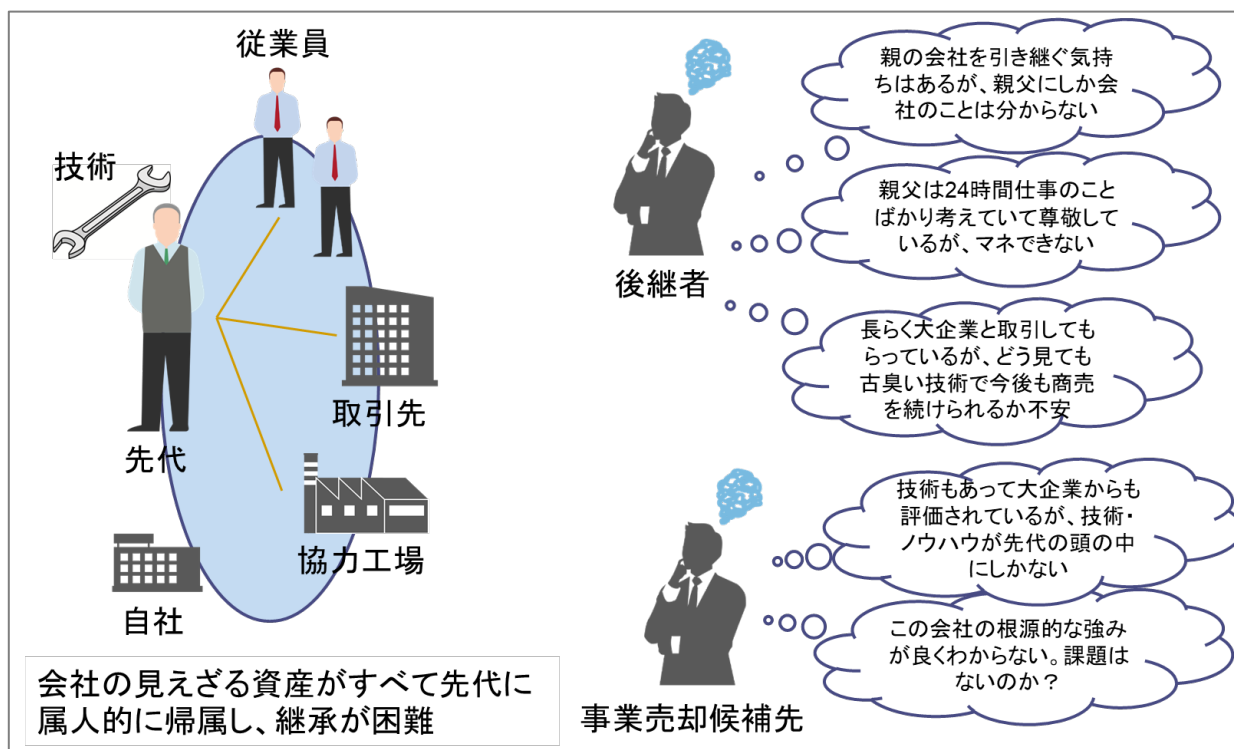 従業員
技術
先代
取引先
協力工場
自社
会社の見えざる資産がすべて先代に
属人的に帰属し、継承が困難
親の会社を引き継ぐ気持
ちはあるが、親父にしか会
社のことは分からない
親父は24時間仕事のこと
ばかり考えていて尊敬して
いるが、マネできない
後継者
長らく大企業と取引しても
らっているが、どう見ても
古臭い技術で今後も商売
を続けられるか不安
技術もあって大企業からも
評価されているが、技術・
ノウハウが先代の頭の中
にしかない
この会社の根源的な強み
が良くわからない。課題は
ないのか？
事業売却候補先